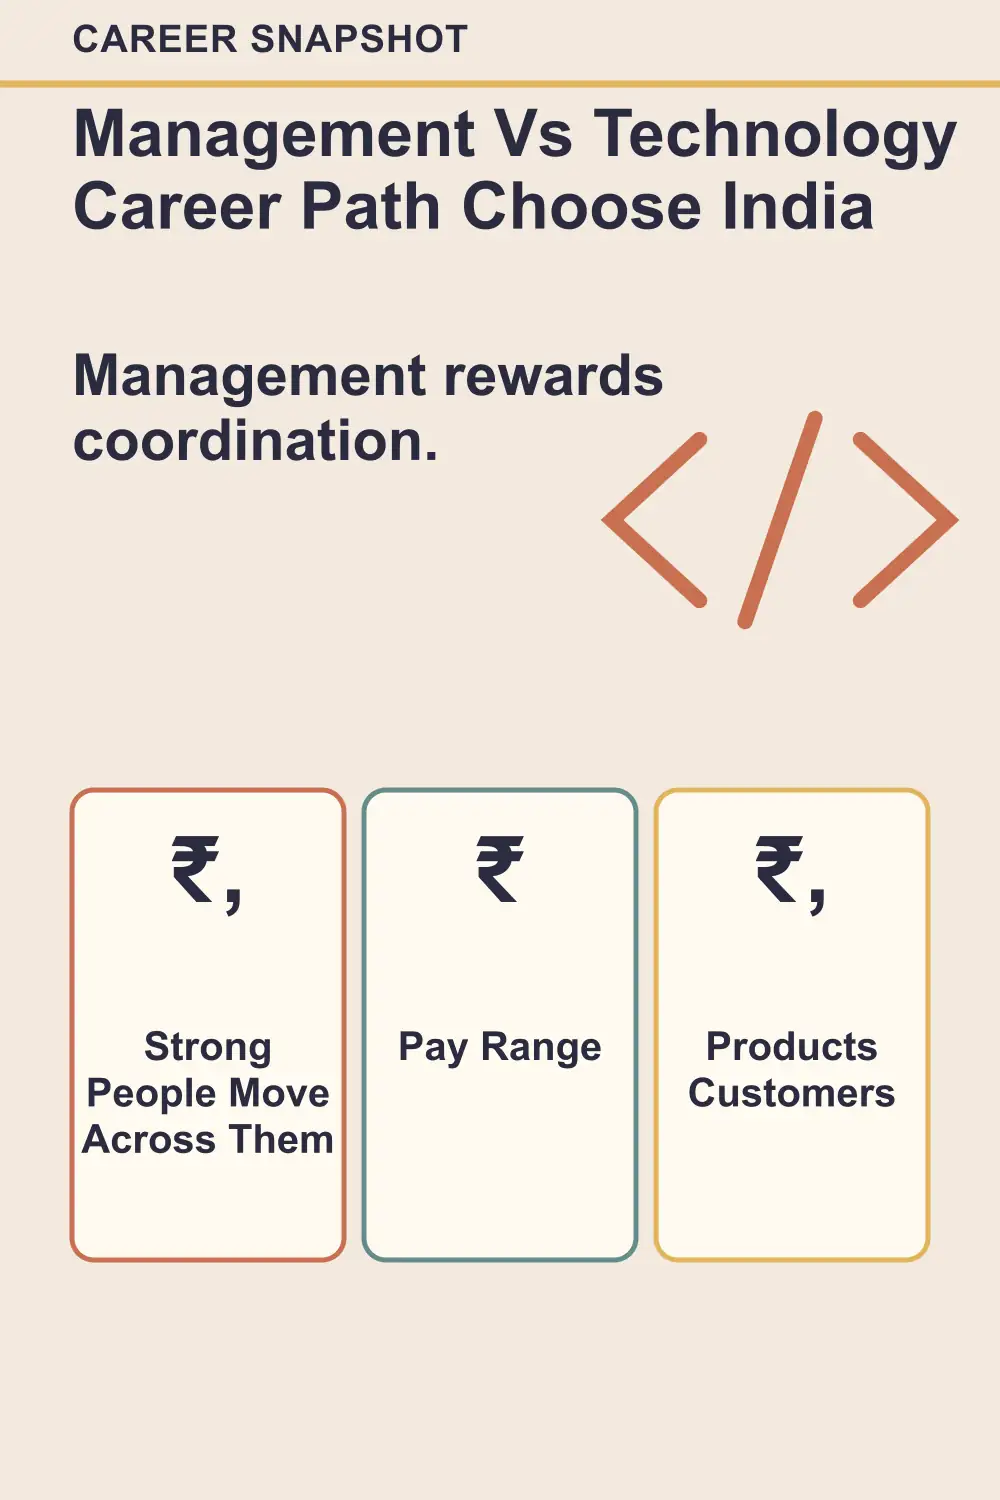 CAREER SNAPSHOT
Management Vs Technology
Career Path Choose India
Management rewards
coordination.
</>
₹,
Strong
People Move
Across Them
₹
Pay Range
₹,
Products
Customers